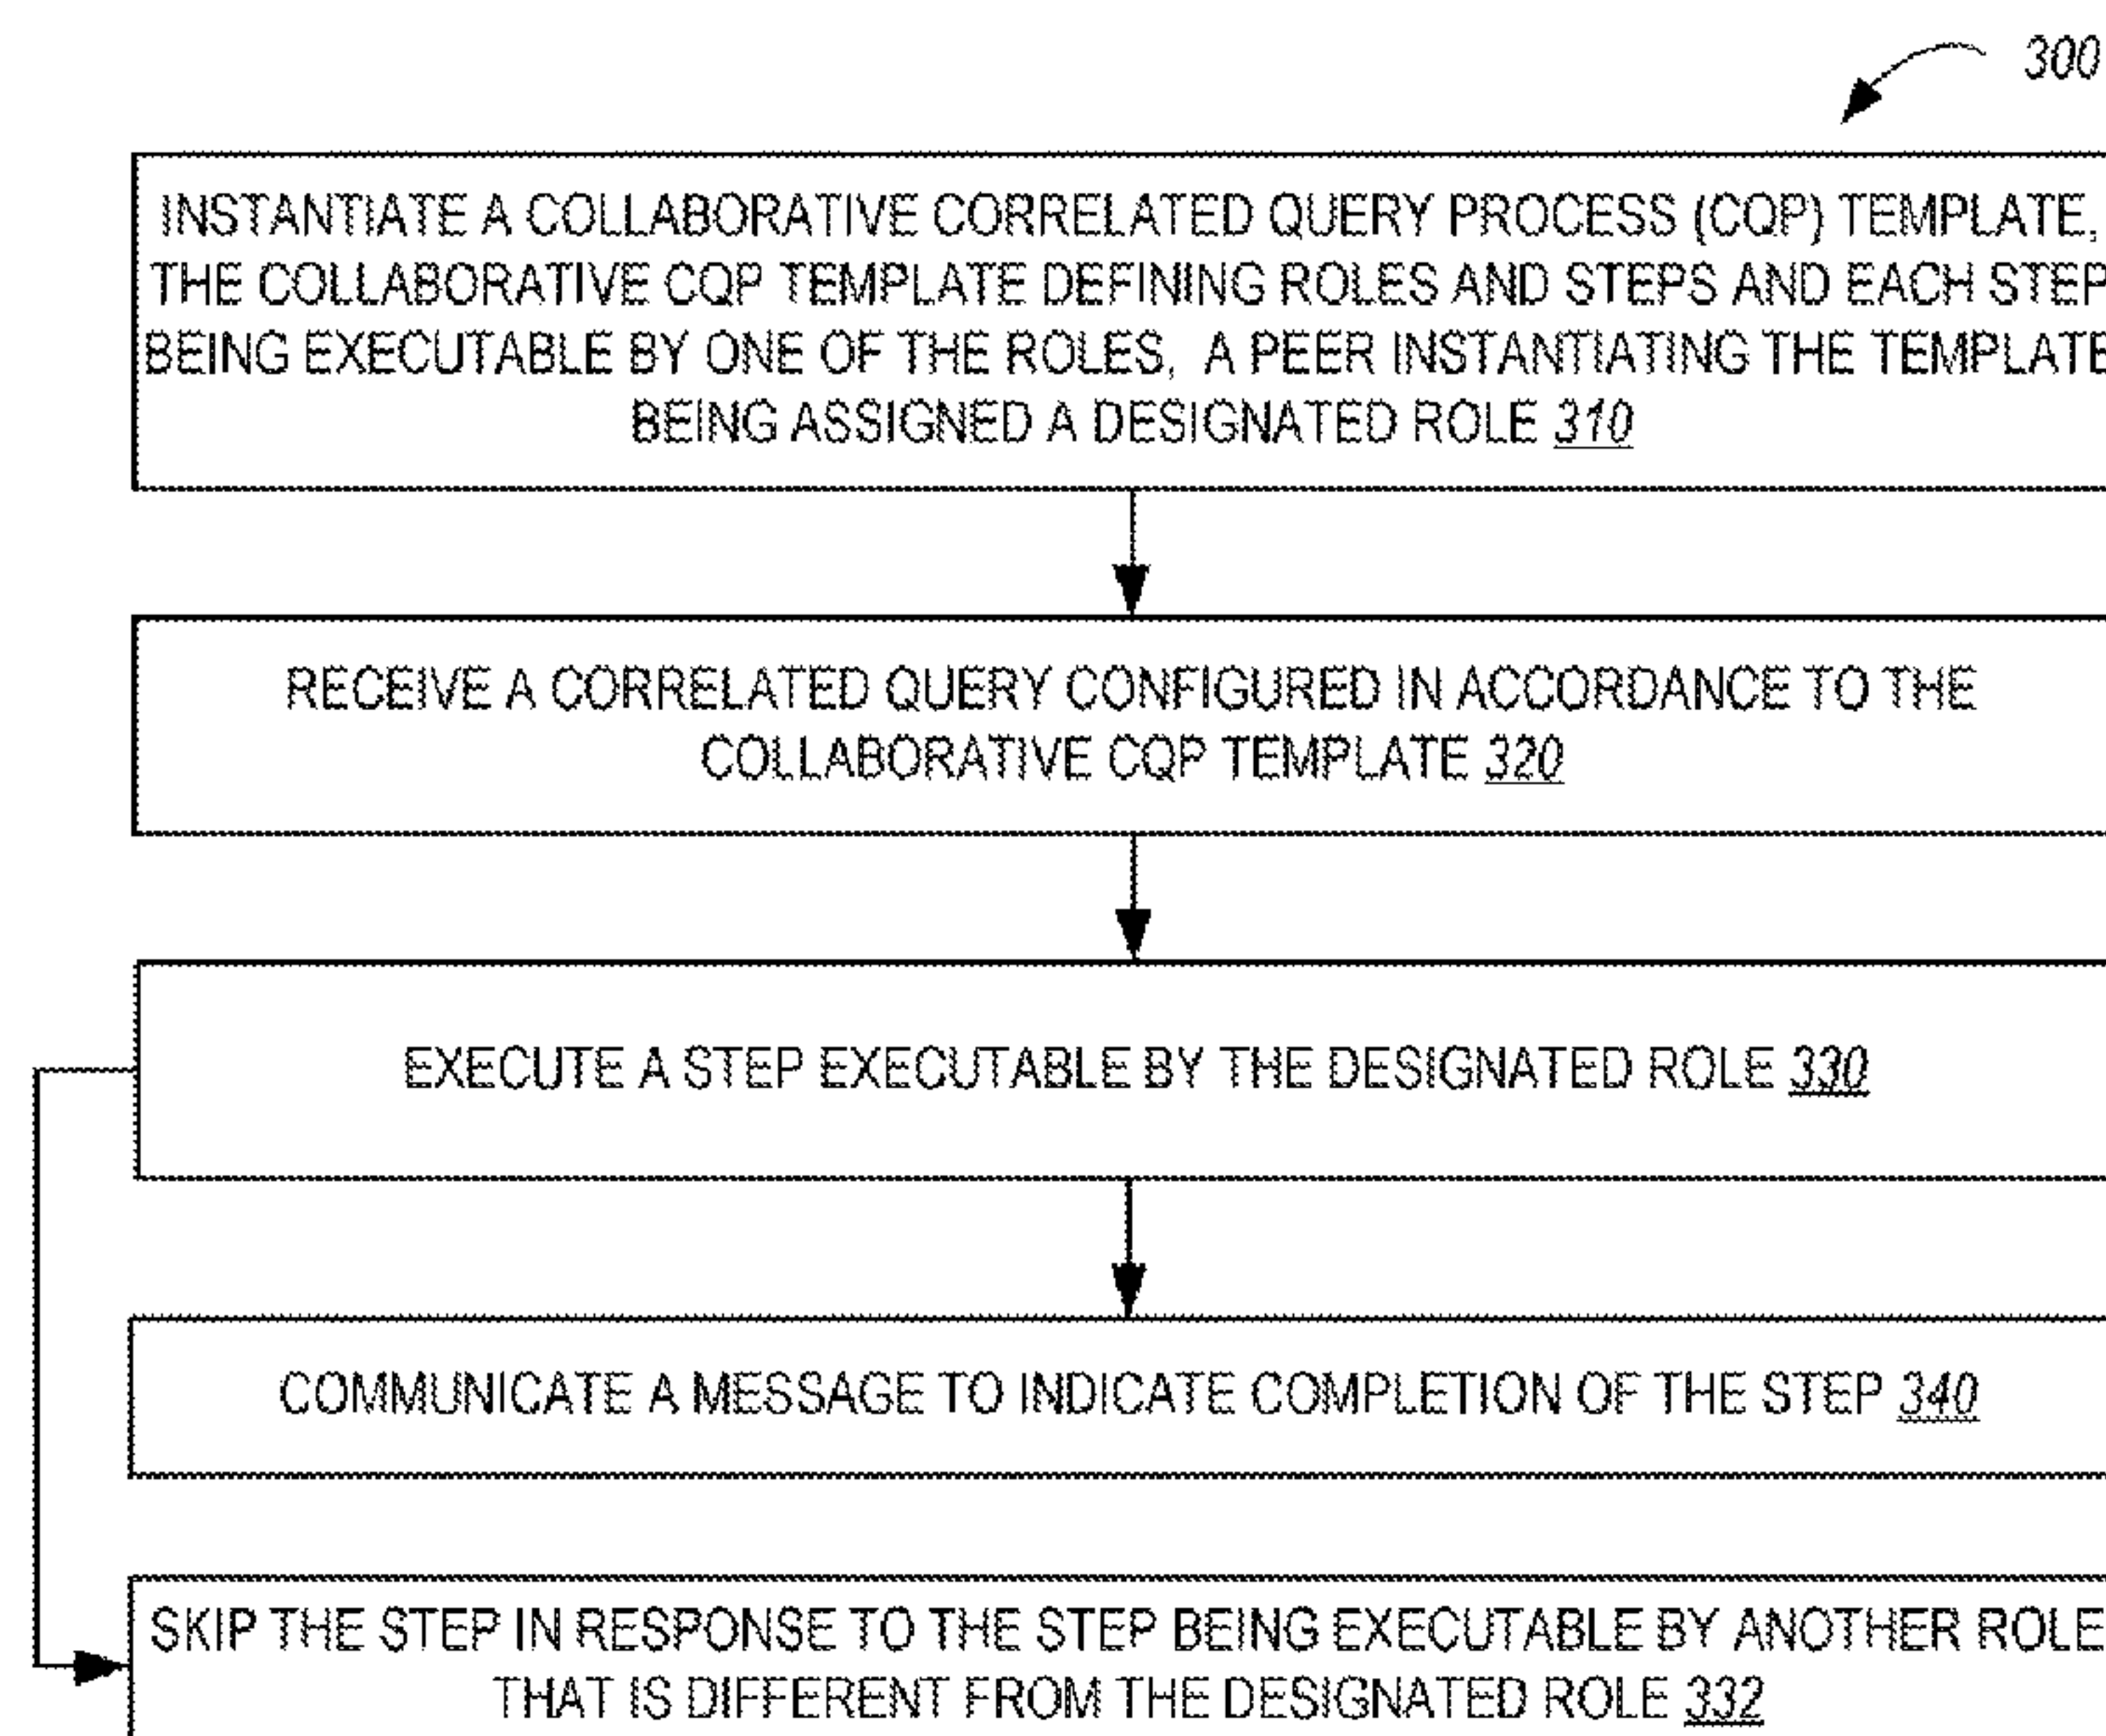 300
INSTANTIATE A COLLABORATIVE CORRELATED QUERY PROCESS (CQP) TEMPLATE,
THE COLLABORATIVE CQP TEMPLATE DEFINING ROLES AND STEPS AND EACH STEP
BEING EXECUTABLE BY ONE OF THE ROLES, A PEER INSTANTIATING THE TEMPLATE
BEING ASSIGNED A DESIGNATED ROLE 310
RECEIVE A CORRELATED QUERY CONFIGURED IN ACCORDANCE TO THE
COLLABORATIVE CQP TEMPLATE 320
EXECUTE A STEP EXECUTABLE BY THE DESIGNATED ROLE 330
COMMUNICATE A MESSAGE TO INDICATE COMPLETION OF THE STEP 340
SKIP THE STEP IN RESPONSE TO THE STEP BEING EXECUTABLE BY ANOTHER ROLE
THAT IS DIFFERENT FROM THE DESIGNATED ROLE 332